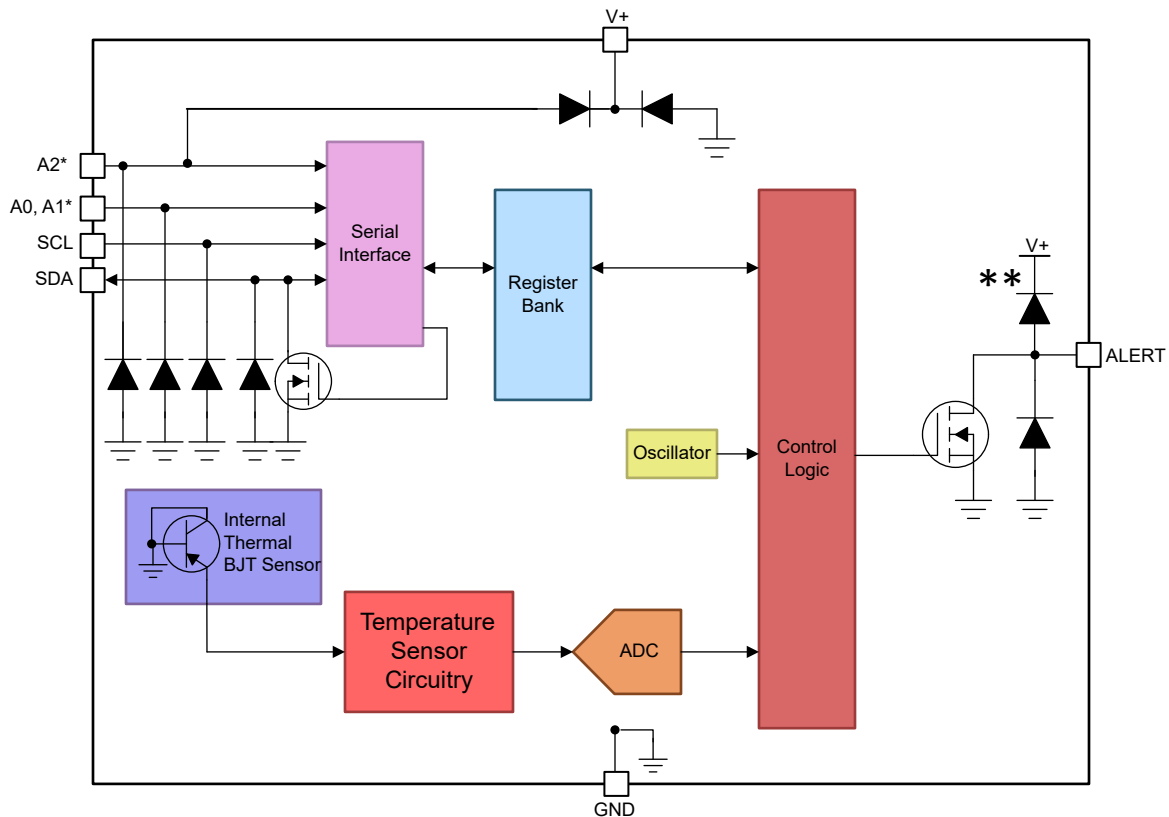 V+
A2*
A0, A1*
SCL
SDA
Serial
Interface
Register
Bank
V+
**
ALERT
Oscillator
Control
Logic
Internal
Thermal
BJT Sensor
Temperature
Sensor
Circuitry
ADC
GND